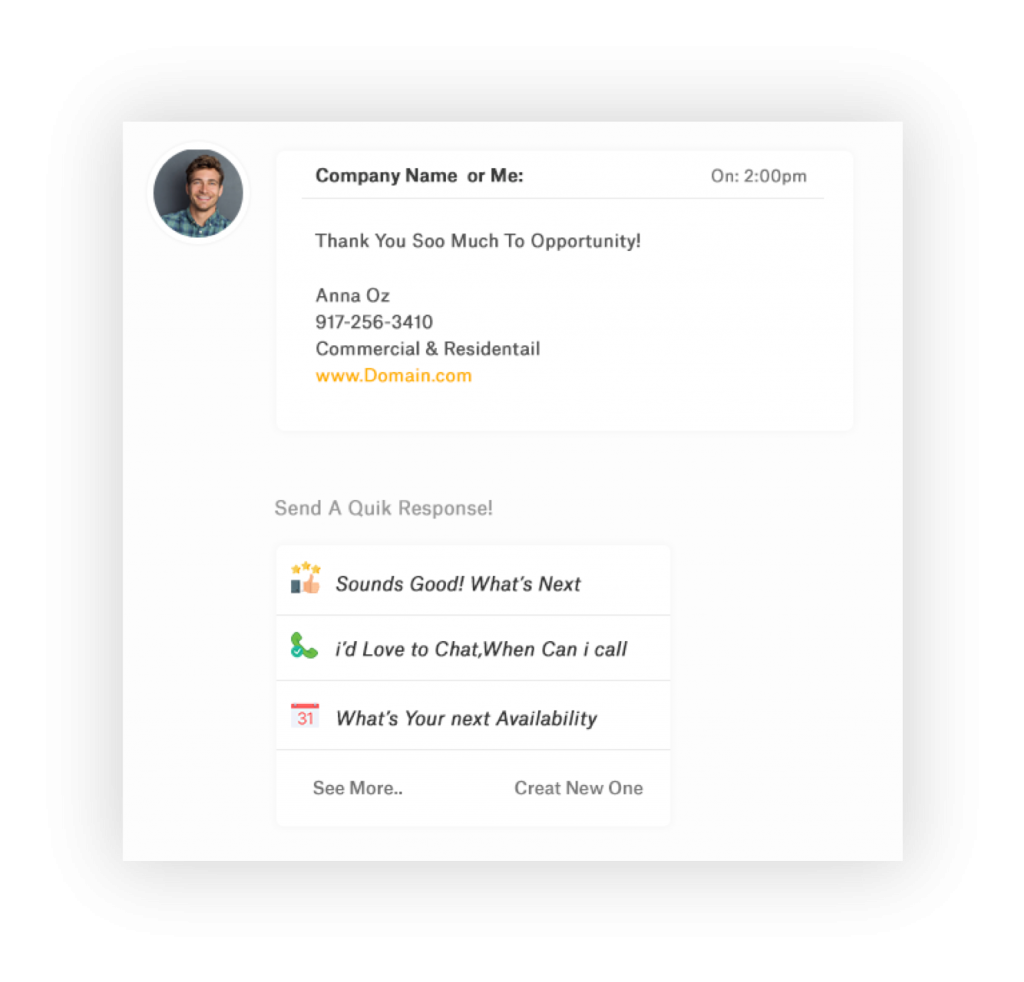 Company Name or Me:
On: 2:00pm
Thank You Soo Much To Opportunity!
Anna Oz
917-256-3410
Commercial & Residentail
www.Domain.com
Send A Quik Response!
Sounds Good! What's Next
i'd Love to Chat,When Can i call
31
What's Your next Availability
See More..
Creat New One